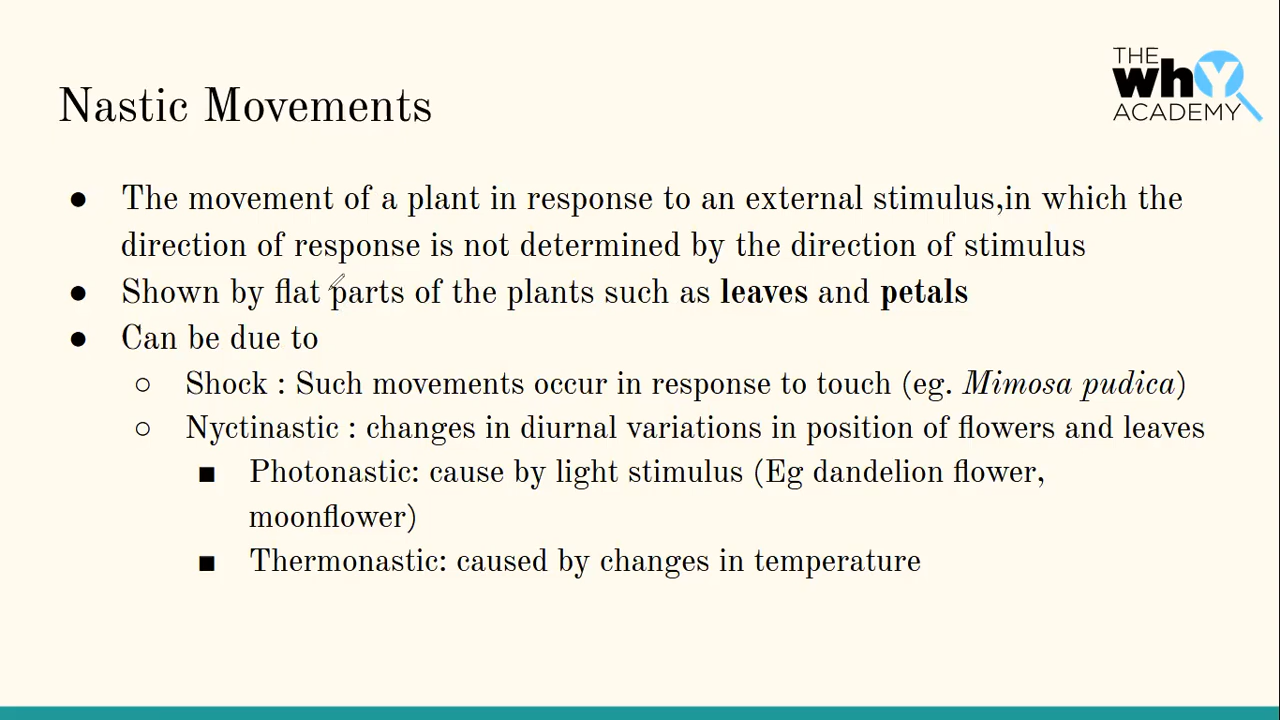 THE
whY
ACADEMY
Nastic Movements
● The movement of a plant in response to an external stimulus,in which the
direction of response is not determined by the direction of stimulus
● Shown by flat parts of the plants such as leaves and petals
● Can be due to
○ Shock : Such movements occur in response to touch (eg. Mimosa pudica)
○ Nyctinastic : changes in diurnal variations in position of flowers and leaves
■ Photonastic: cause by light stimulus (Eg dandelion flower,
moonflower)
■ Thermonastic: caused by changes in temperature